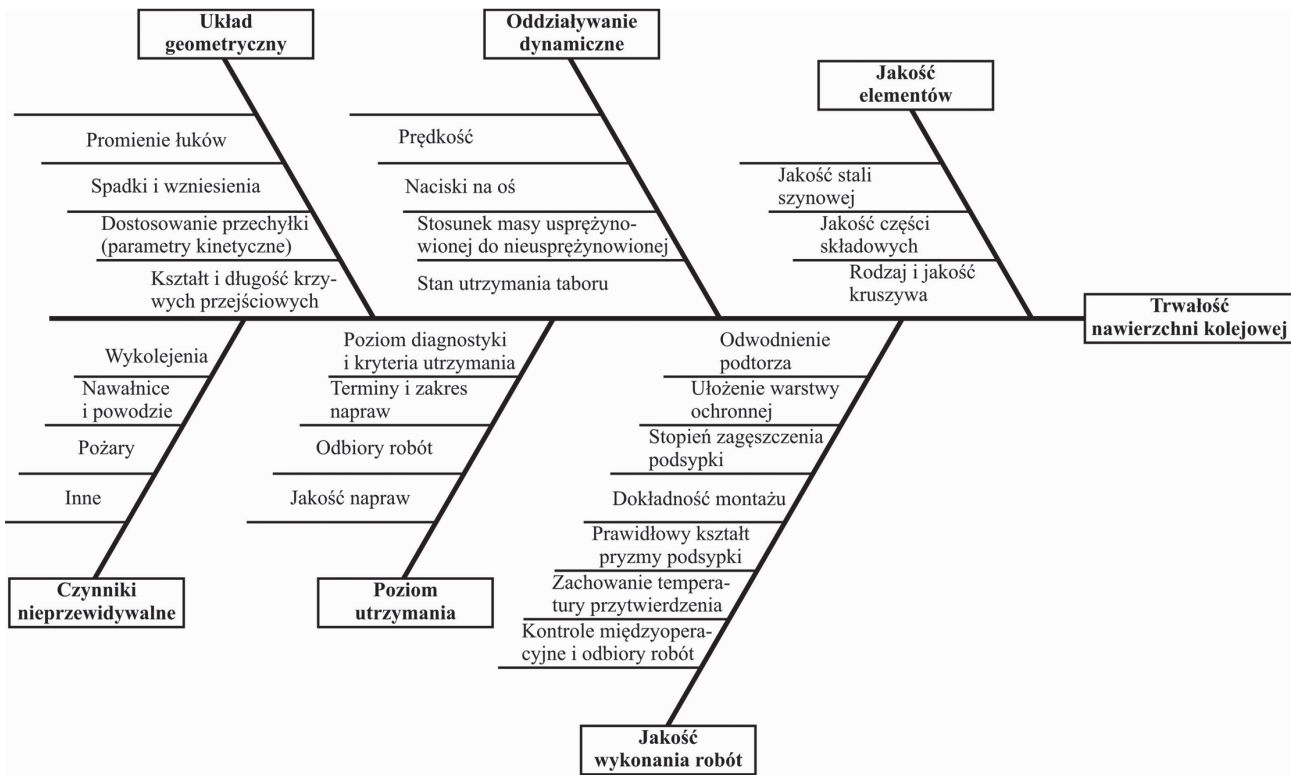 Układ
geometryczny
Promienie łuków
Spadki i wzniesienia
Dostosowanie przechyłki
(parametry kinetyczne)
Kształt i długość krzy-
wych przejściowych
Oddziaływanie
dynamiczne
Prędkość
Naciski na oś
Stosunek masy usprężyno-
wionej do nieusprężynowionej
Stan utrzymania taboru
Jakość
elementów
Jakość stali
szynowej
Jakość części
składowych
Rodzaj i jakość
kruszywa
Trwałość
nawierzchni kolejowej
Wykolejenia
Nawałnice
i powodzie
Pożary
Inne
Czynniki
nieprzewidywalne
Poziom diagnostyki
i kryteria utrzymania
Terminy i zakres
napraw
Odbiory robót
Jakość napraw
Poziom
utrzymania
Odwodnienie
podtorza
Ułożenie warstwy
ochronnej
Stopień zagęszczenia
podsypki
Dokładność montażu
Prawidłowy kształt
pryzmy podsypki
Zachowanie tempera-
tury przytwierdzenia
Kontrole międzyopera-
cyjne i odbiory robót
Jakość
wykonania robót